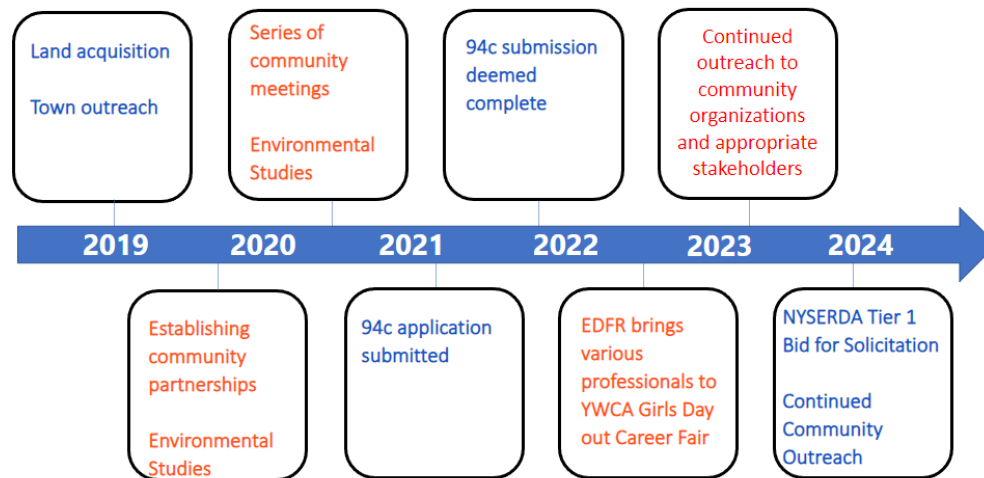 Land acquisition
Town outreach
Series of
community
meetings
Environmental
Studies
94c submission
deemed
complete
Continued
outreach to
community
organizations
and appropriate
stakeholders
2019
2020
2021
2022
2023
2024
Establishing
community
partnerships
Environmental
Studies
94c application
submitted
EDFR brings
various
professionals to
YWCA Girls Day
out Career Fair
NYSERDA Tier 1
Bid for Solicitation
Continued
Community
Outreach